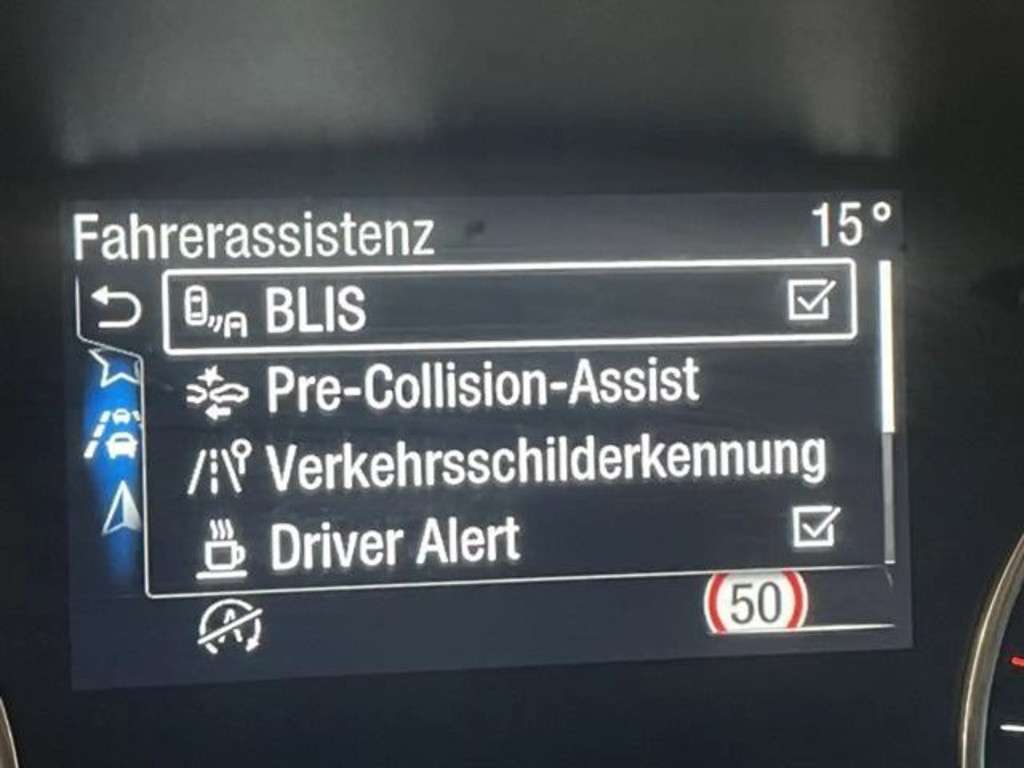 Fahrerassistenz 15°
BLIS
Pre-Collision-Assist
Verkehrsschilderkennung
Driver Alert
50